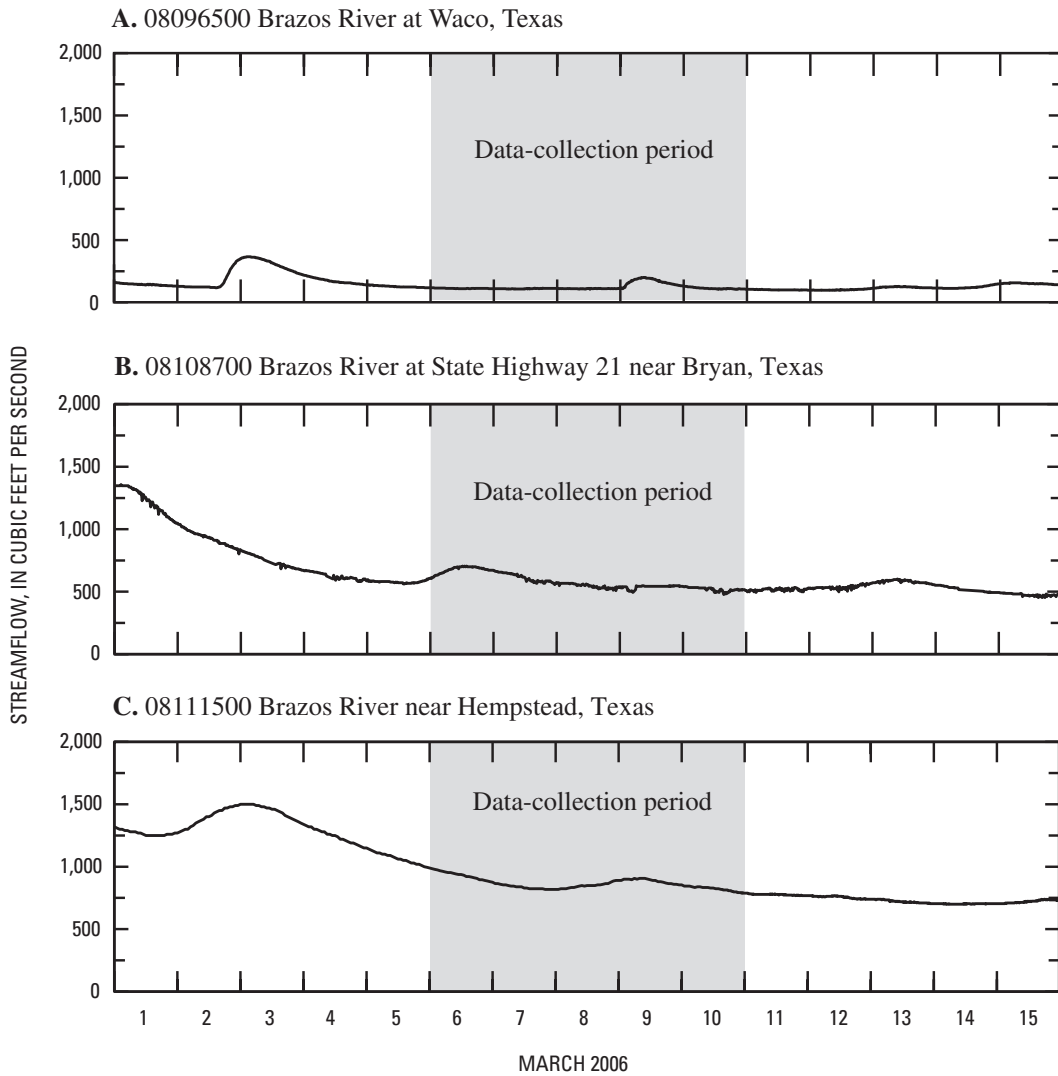 A. 08096500 Brazos River at Waco, Texas
2,000
1,500
1,000
500
0
Data-collection period
B. 08108700 Brazos River at State Highway 21 near Bryan, Texas
2,000
1,500
1,000
500
0
Data-collection period
C. 08111500 Brazos River near Hempstead, Texas
2,000
1,500
1,000
500
0
Data-collection period
STREAMFLOW, IN CUBIC FEET PER SECOND
1 2 3 4 5 6 7 8 9 10 11 12 13 14 15
MARCH 2006